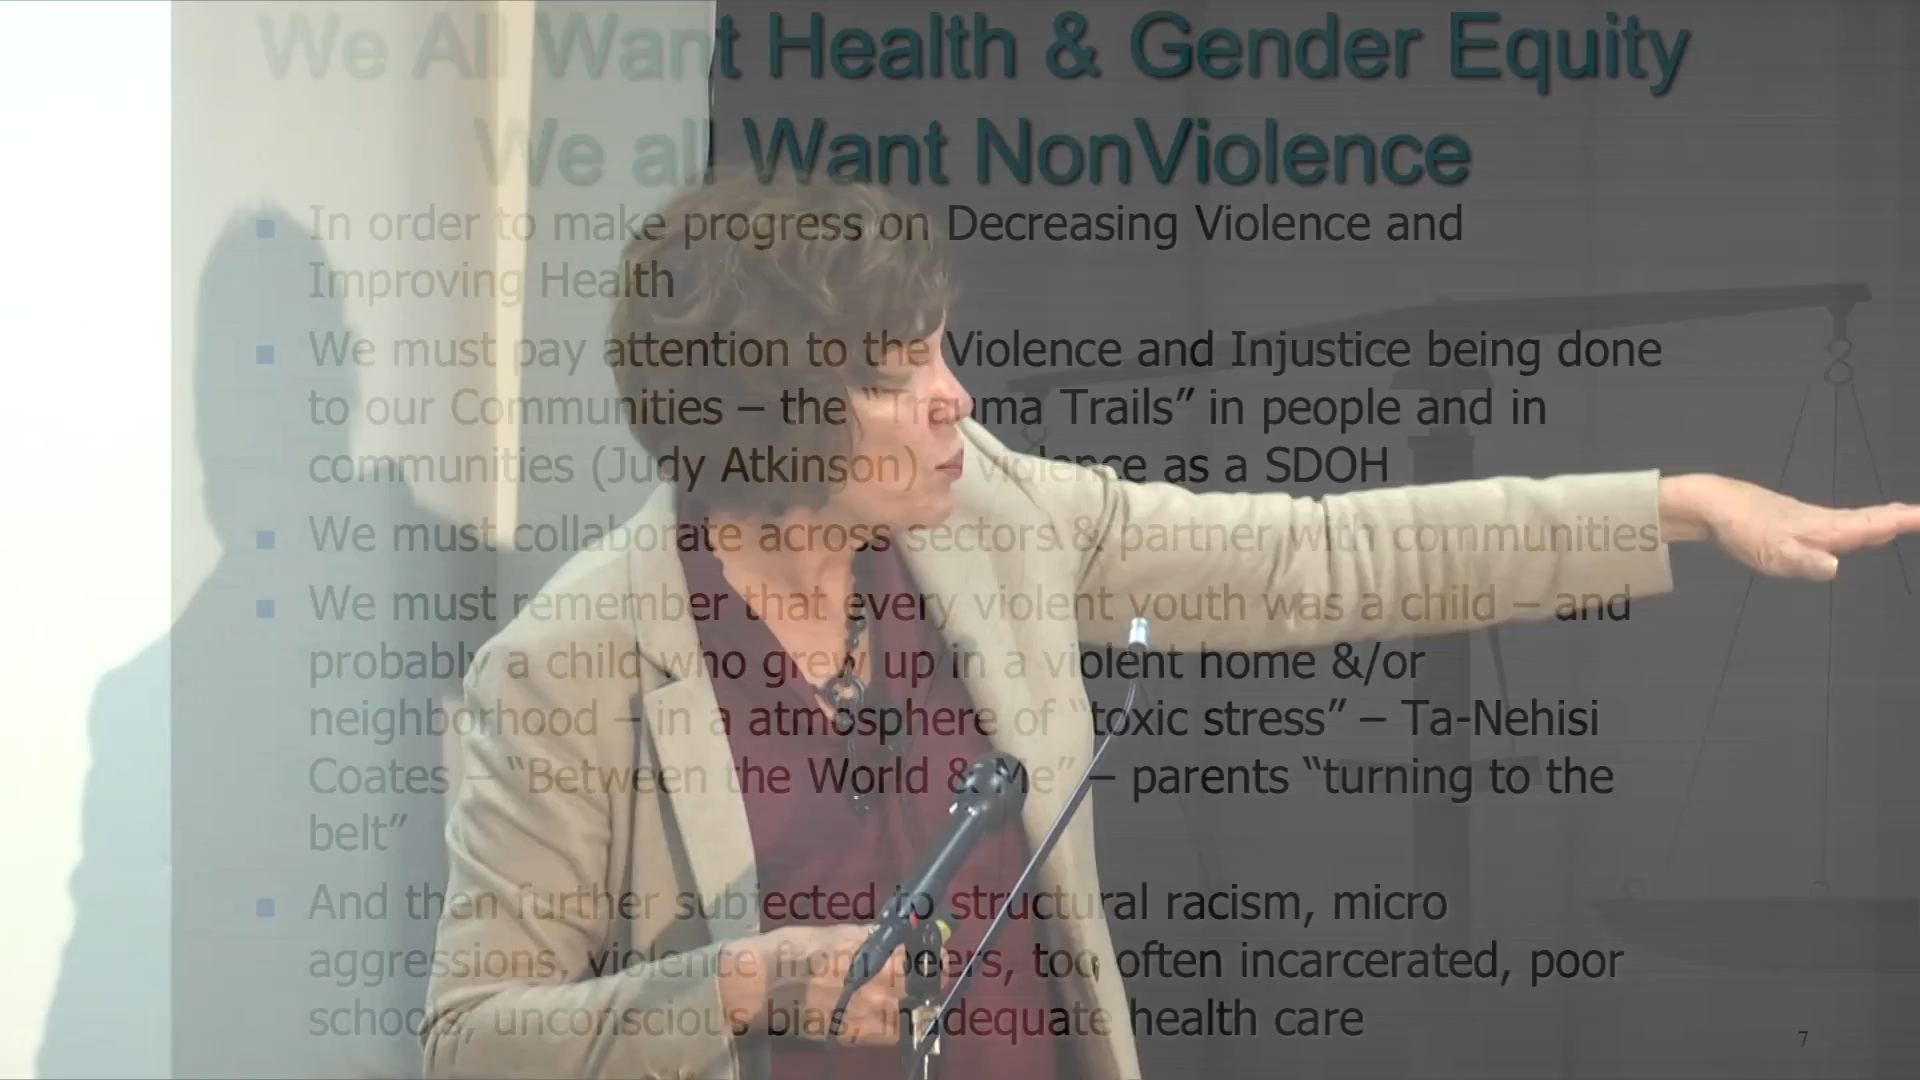 We All Want Health & Gender Equity
We all Want NonViolence
In order to make progress on Decreasing Violence and
Improving Health
We must pay attention to the Violence and Injustice being done
to our Communities – the “Trauma Trails” in people and in
communities (Judy Atkinson) – violence as a SDOH
We must collaborate across sectors & partner with communities
We must remember that every violent youth was a child – and
probably a child who grew up in a violent home &/or
neighborhood – in a atmosphere of “toxic stress” – Ta-Nehisi
Coates – “Between the World & Me” – parents “turning to the
belt”
And then further subjected to structural racism, micro
aggressions, violence from peers, too often incarcerated, poor
schools, unconscious bias, inadequate health care
7